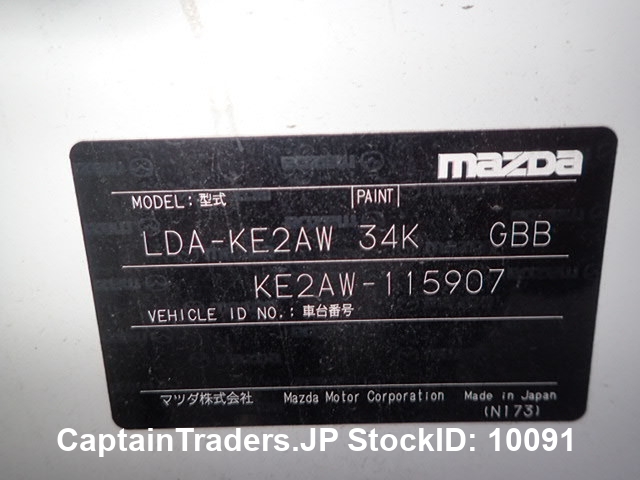 mazda
MODEL:型式 PAINT
LDA-KE2AW 34K GBB
KE2AW-115907
VEHICLE ID NO.:車台番号
マツダ株式会社 Mazda Motor Corporation Made in Japan
(N173)
CaptainTraders.JP StockID: 10091